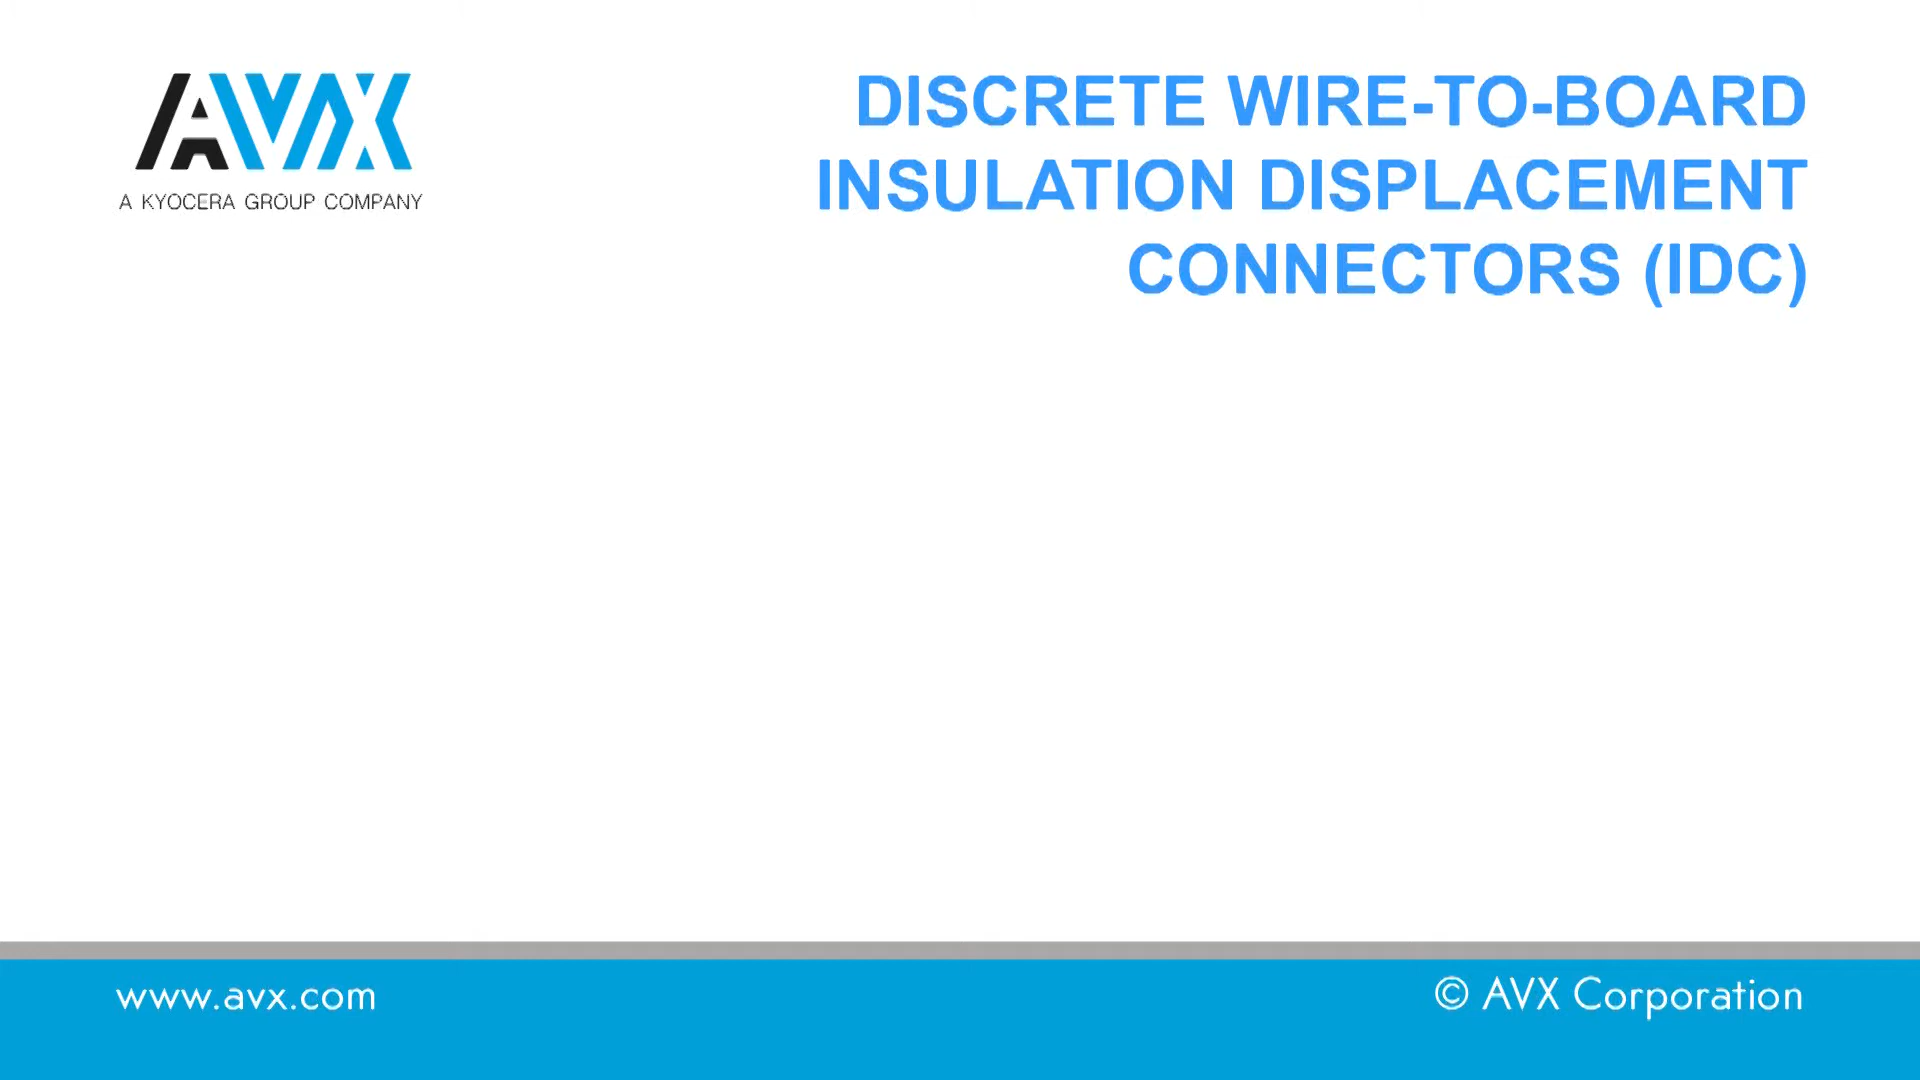 AVX
A KYOCERA GROUP COMPANY
DISCRETE WIRE-TO-BOARD
INSULATION DISPLACEMENT
CONNECTORS (IDC)
www.avx.com
© AVX Corporation